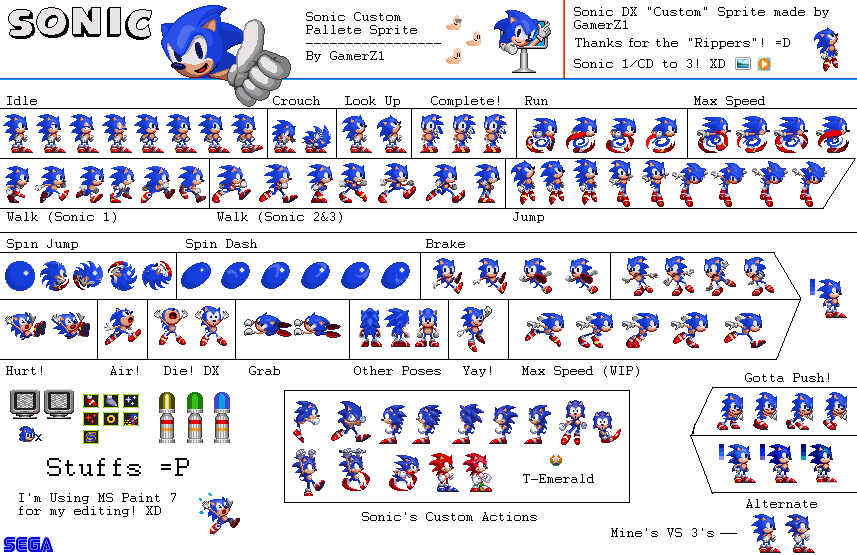 SONIC
Sonic Custom
Pallete Sprite
-----------------
By GamerZ1
Sonic DX "Custom" Sprite made by
GamerZ1
Thanks for the "Rippers"! =D
Sonic 1/CD to 3! XD
Idle
Crouch
Look Up
Complete!
Run
Max Speed
Walk (Sonic 1)
Walk (Sonic 2&3)
Jump
Spin Jump
Spin Dash
Brake
Hurt!
Air!
Die! DX
Grab
Other Poses
Yay!
Max Speed (WIP)
Gotta Push!
x
Stuffs =P
I'm Using MS Paint 7
for my editing! XD
T-Emerald
Sonic's Custom Actions
Alternate
Mine's VS 3's
SEGA